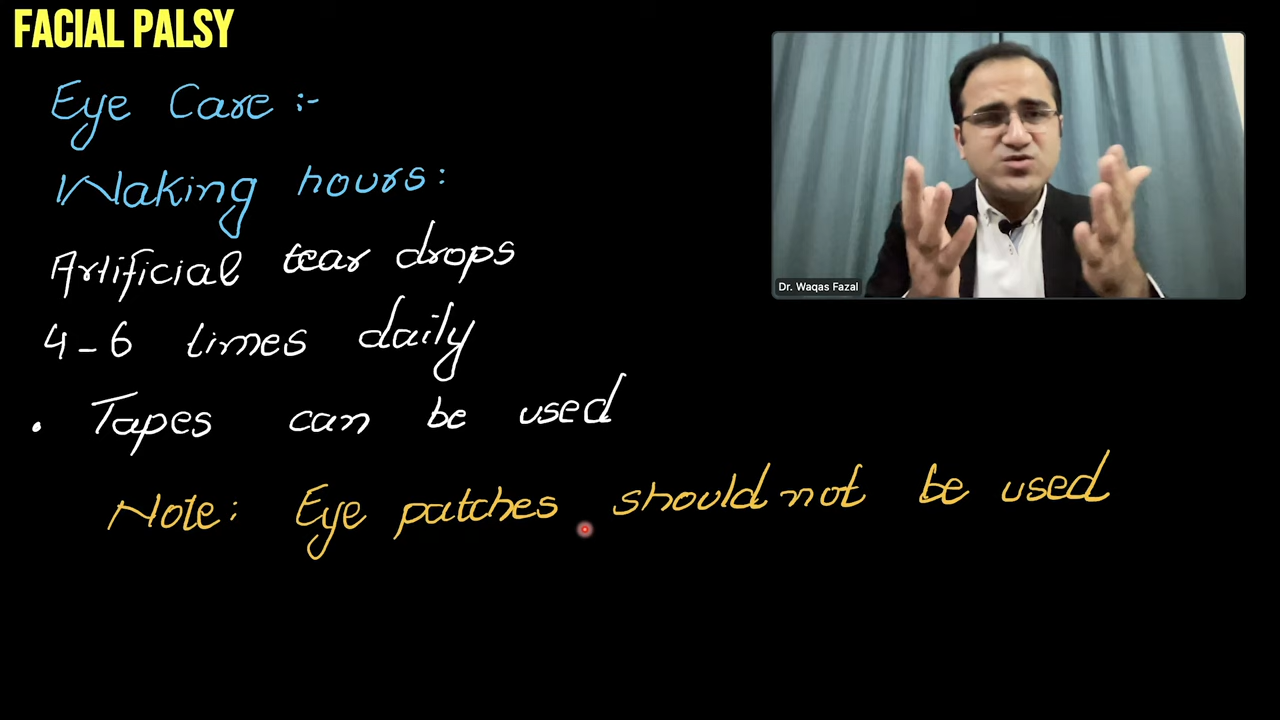 FACIAL PALSY
Eye Care :-
Waking hours:
Artificial tear drops
4-6 times daily
• Tapes can be used
Note: Eye patches should not be used
Dr. Waqas Fazal